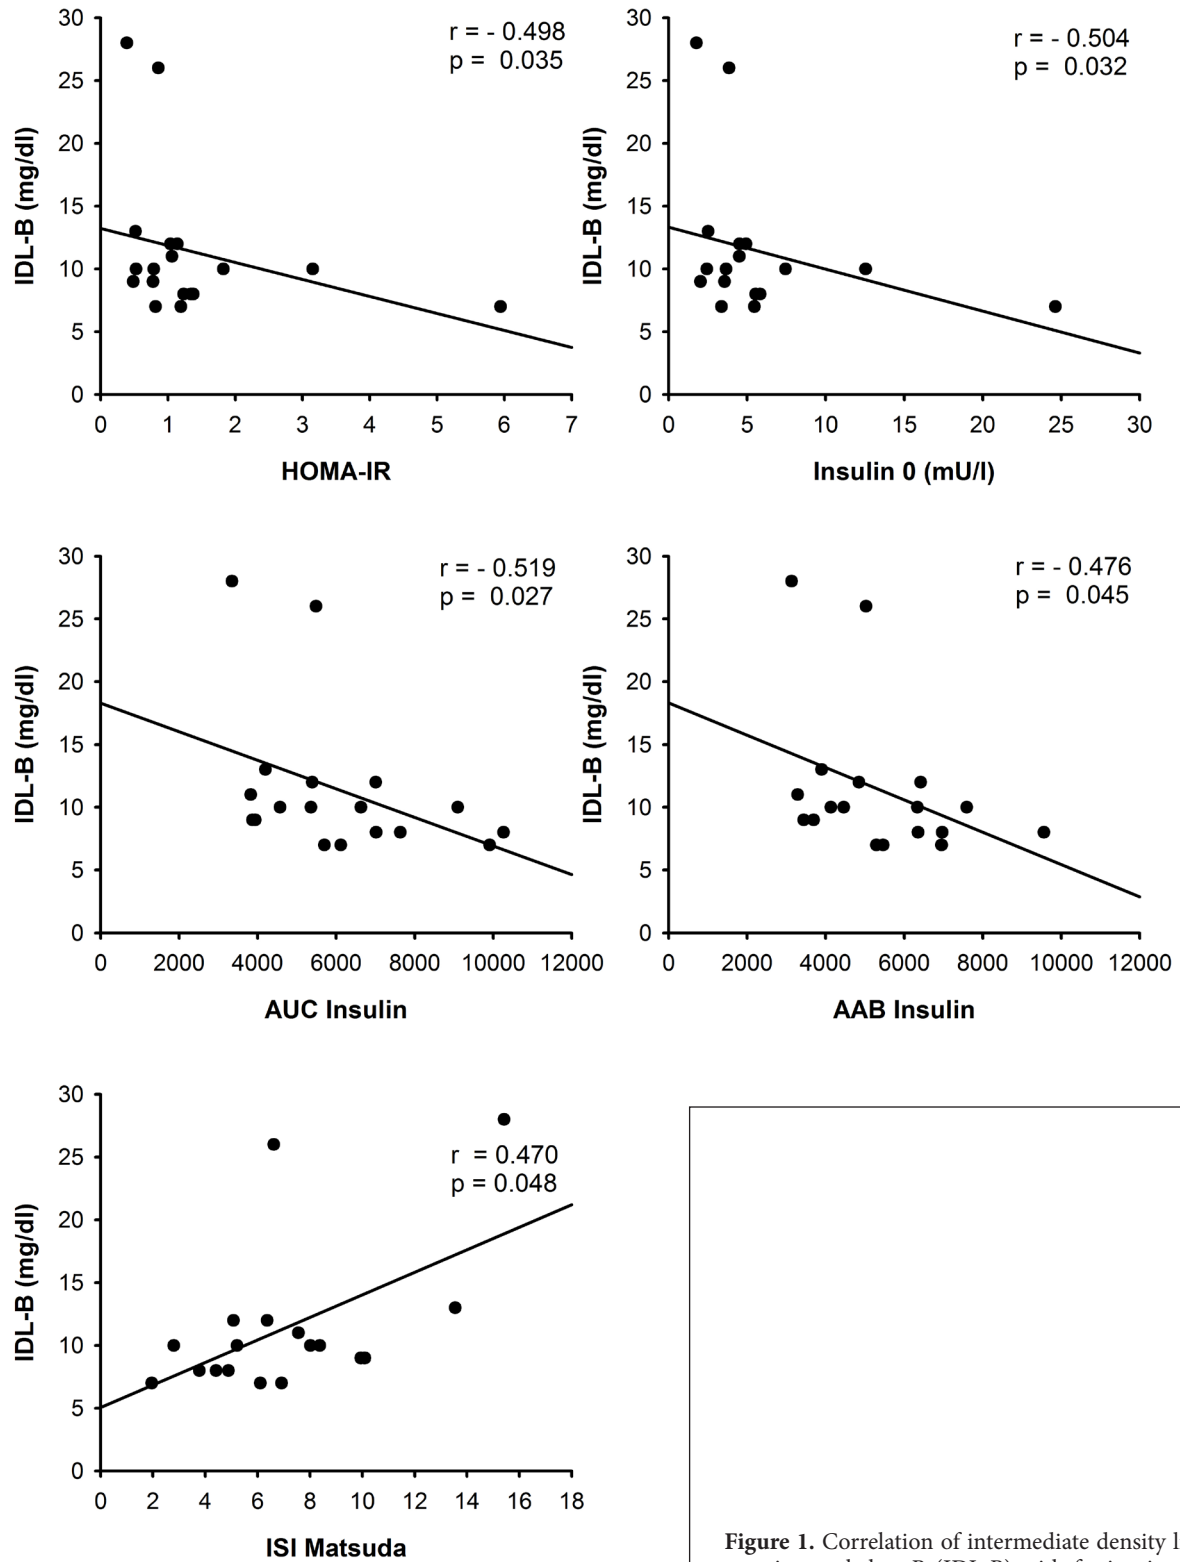 30
25
20
15
10
5
0
IDL-B (mg/dl)
r = - 0.498
p = 0.035
0 1 2 3 4 5 6 7
HOMA-IR
30
25
20
15
10
5
0
IDL-B (mg/dl)
r = - 0.504
p = 0.032
0 5 10 15 20 25 30
Insulin 0 (mU/l)
30
25
20
15
10
5
0
IDL-B (mg/dl)
r = - 0.519
p = 0.027
0 2000 4000 6000 8000 10000 12000
AUC Insulin
30
25
20
15
10
5
0
IDL-B (mg/dl)
r = - 0.476
p = 0.045
0 2000 4000 6000 8000 10000 12000
AAB Insulin
30
25
20
15
10
5
0
IDL-B (mg/dl)
r = 0.470
p = 0.048
0 2 4 6 8 10 12 14 16 18
ISI Matsuda
Figure 1. Correlation of intermediate density l